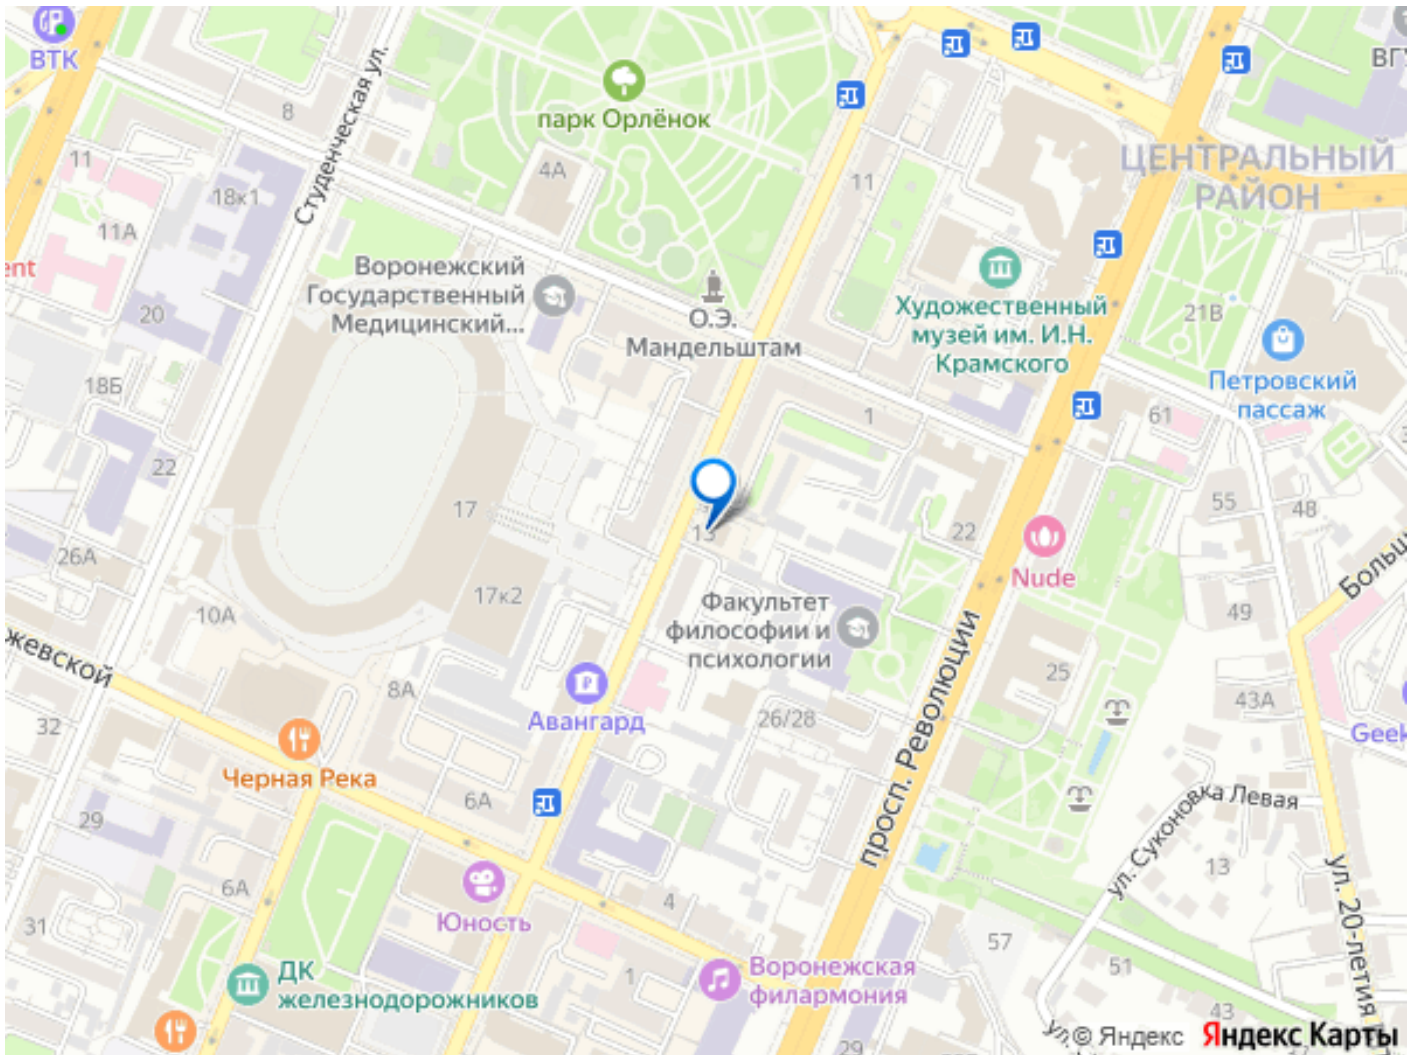 ВТК
Студенческая ул.
8
парк Орлёнок
4А
11
18к1
11А
ent
20
Воронежский
Государственный
Медицинский...
О.Э.
Мандельштам
11
ЦЕНТРАЛЬНЫЙ
РАЙОН
Художественный
музей им. И.Н.
Крамского
21В
Петровский
пассаж
18Б
22
1
61
17
13
22
55
48
26А
Nude
17к2
10А
Факультет
философии и
психологии
49
25
43А
8А
Авангард
26/28
просп. Революции
32
Черная Река
6А
29
ул. Суконовка Левая
13
ул. 20-летия
6А
Юность
4
31
57
ДК
железнодорожников
1
Воронежская
филармония
51
43
29
© Яндекс
Яндекс Карты